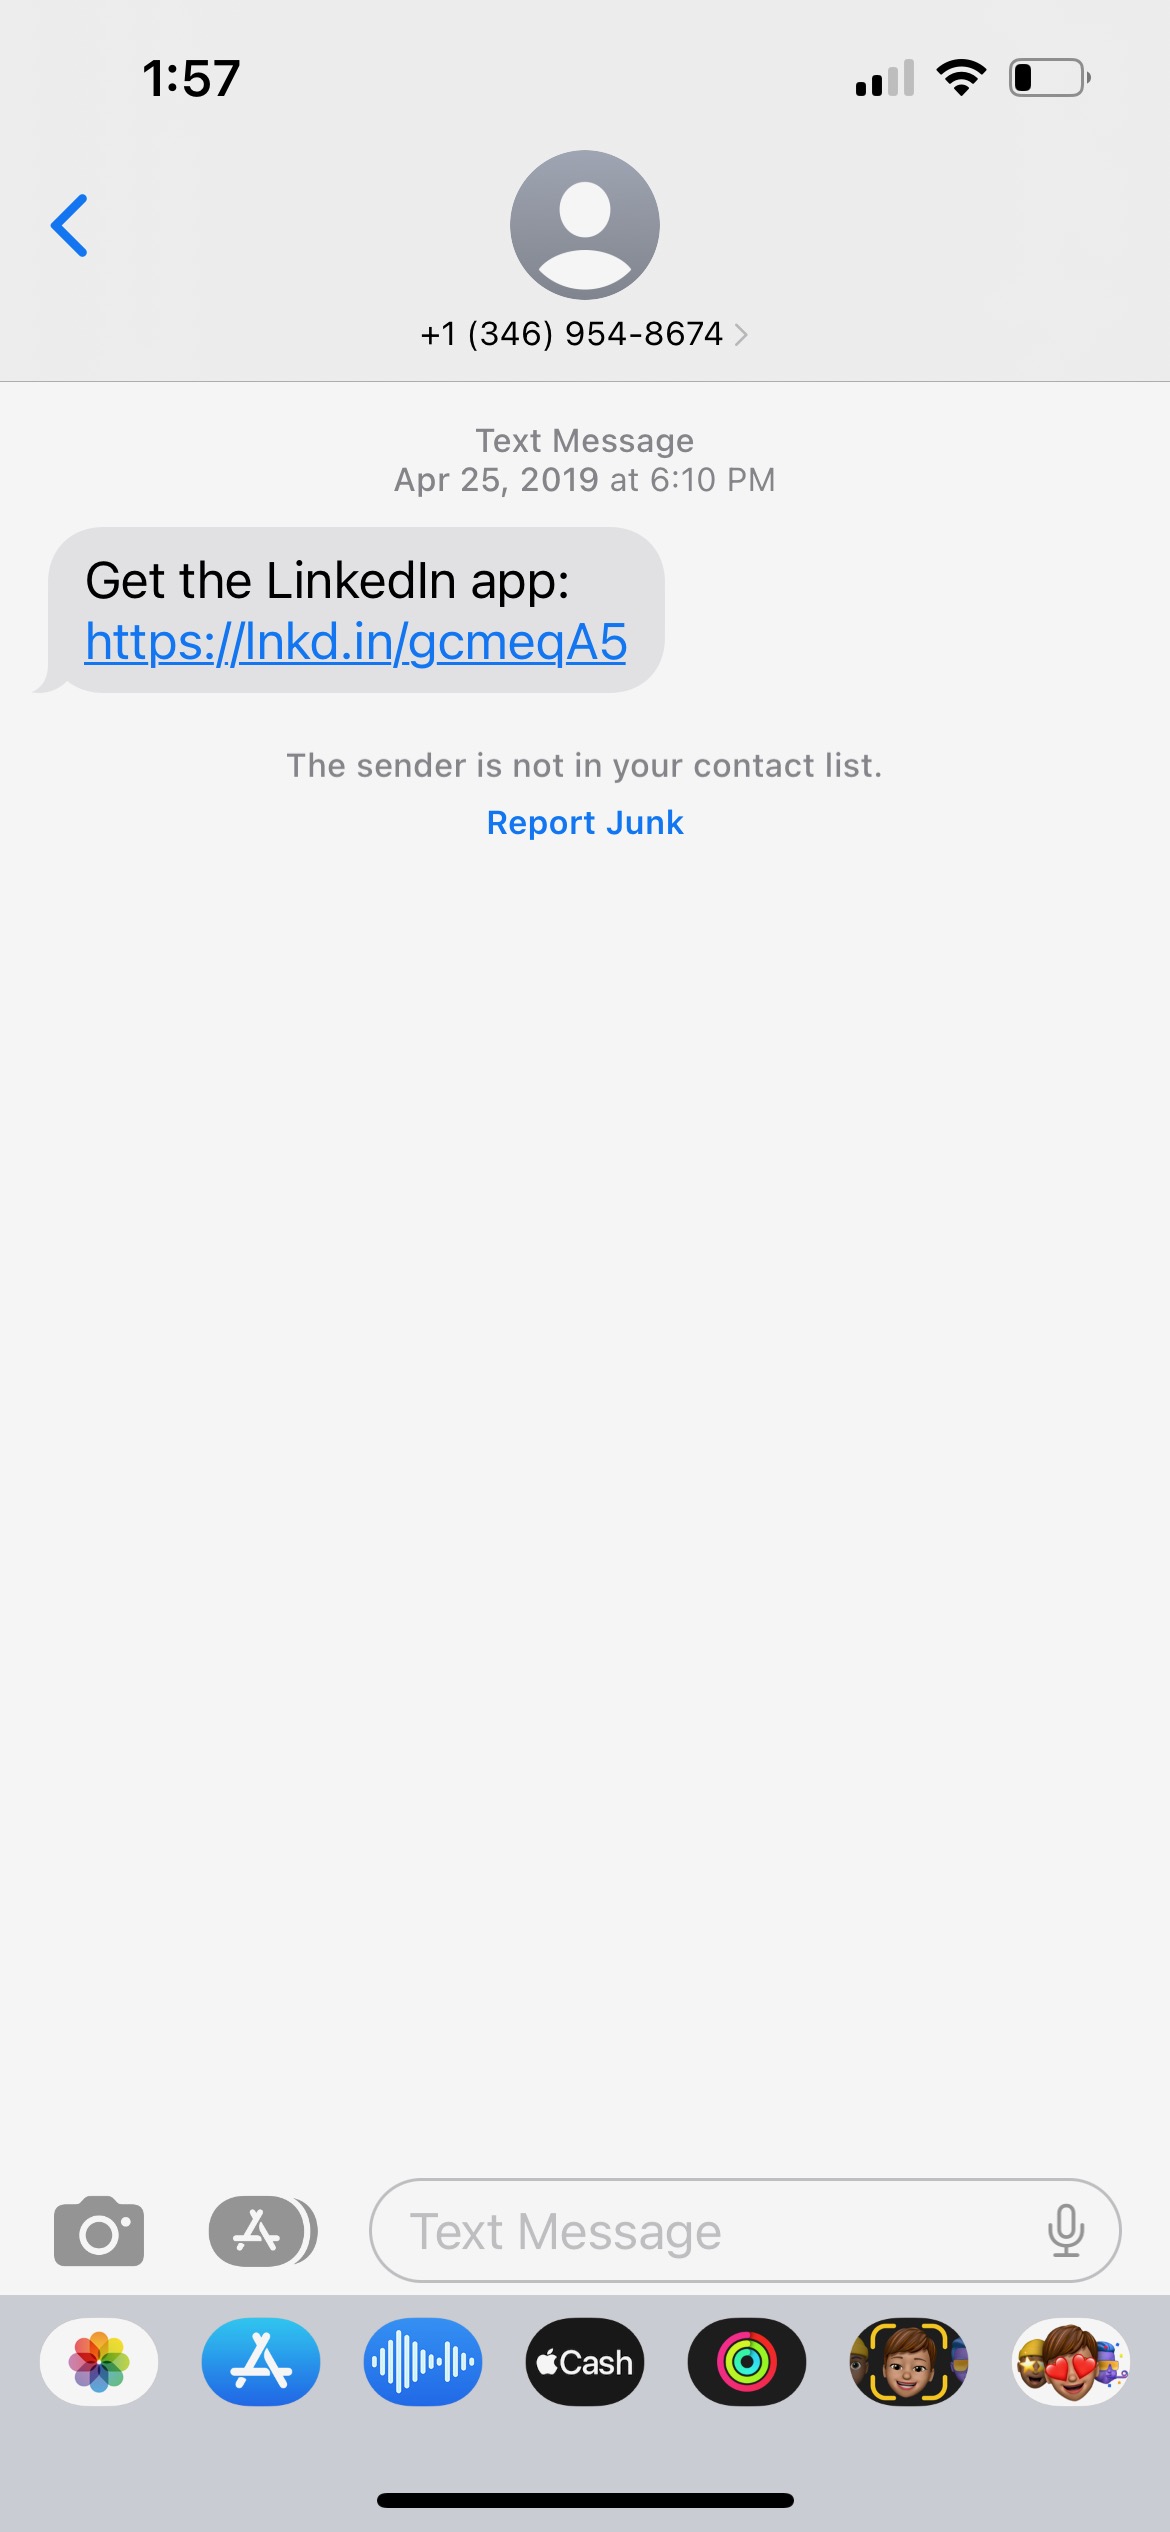 1:57
+1 (346) 954-8674
Text Message
Apr 25, 2019 at 6:10 PM
Get the LinkedIn app:
https://lnkd.in/gcmeqA5
The sender is not in your contact list.
Report Junk
Text Message
Cash